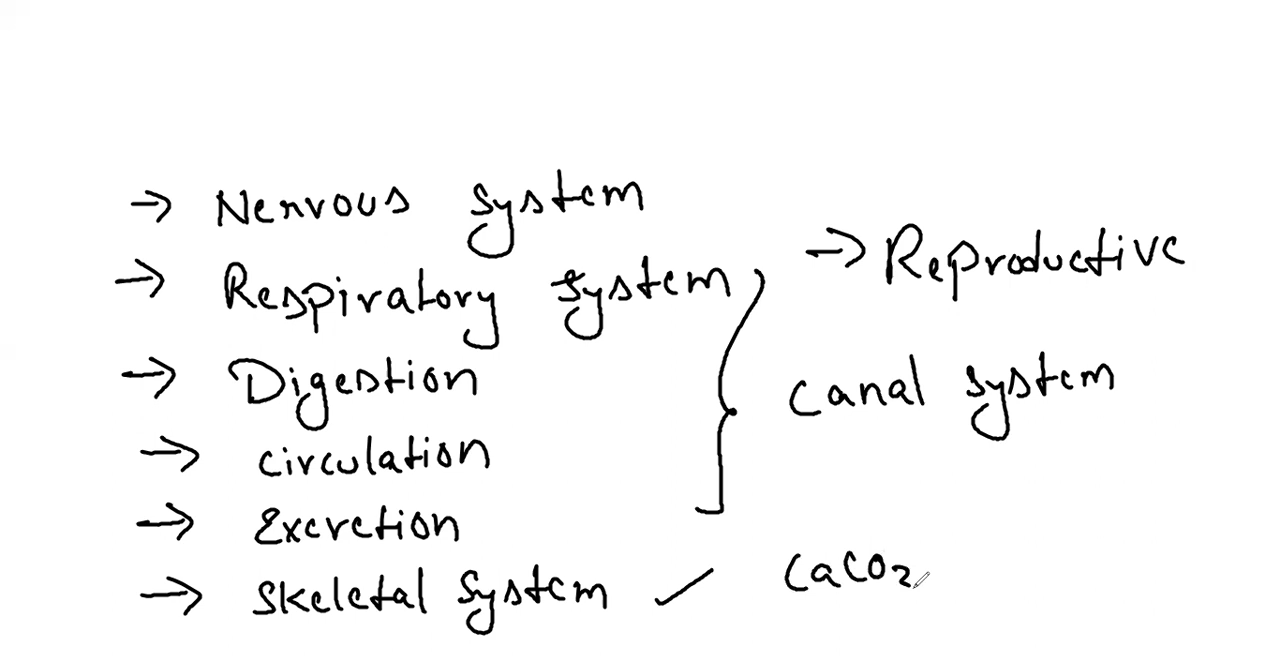 → Nervous system
→ Respiratory system
→ Digestion
→ circulation
→ Excretion
→ skeletal system ✓
→ Reproductive
canal system
CaCO2